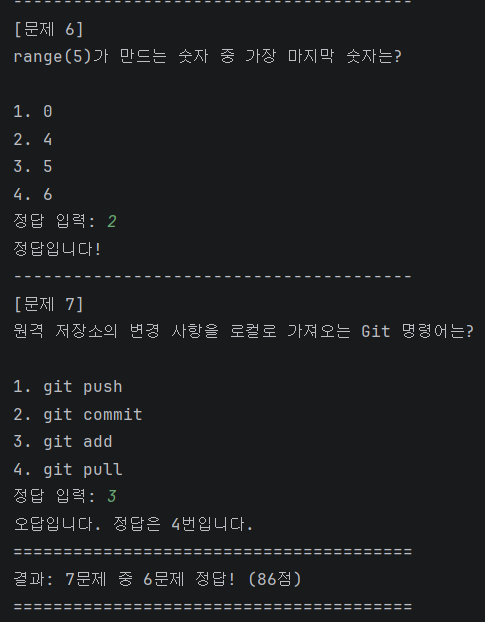 ----------------------------------------
[문제 6]
range(5)가 만드는 숫자 중 가장 마지막 숫자는?
1. 0
2. 4
3. 5
4. 6
정답 입력: 2
정답입니다!
----------------------------------------
[문제 7]
원격 저장소의 변경 사항을 로컬로 가져오는 Git 명령어는?
1. git push
2. git commit
3. git add
4. git pull
정답 입력: 3
오답입니다. 정답은 4번입니다.
========================================
결과: 7문제 중 6문제 정답! (86점)
========================================